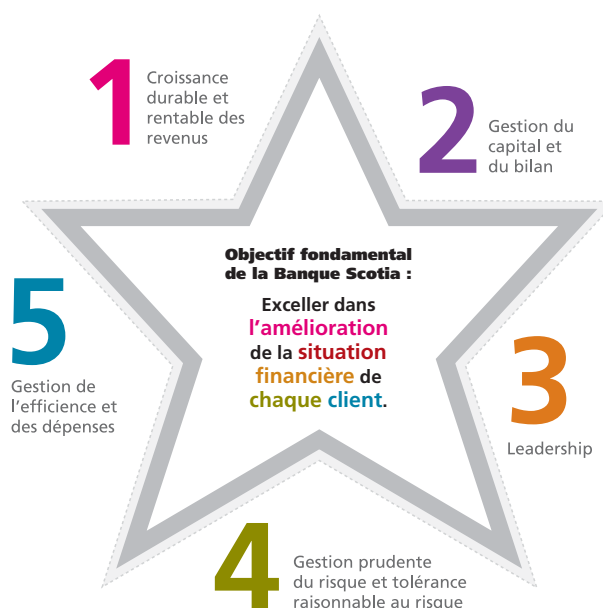 1
Croissance
durable et
rentable des
revenus
2
Gestion du
capital et
du bilan
Objectif fondamental
de la Banque Scotia :
Exceller dans
l’amélioration
de la situation
financière de
chaque client.
3
Leadership
4
Gestion prudente
du risque et tolérance
raisonnable au risque
5
Gestion de
l’efficience et
des dépenses